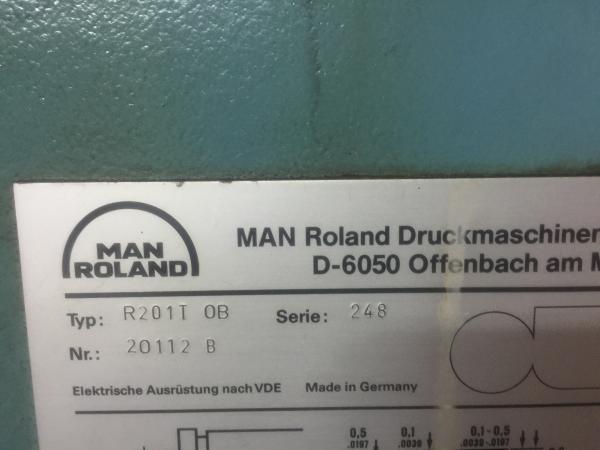 MAN
ROLAND
MAN Roland Druckmaschinen
D-6050 Offenbach am M
Typ: R201T OB Serie: 248
Nr.: 20112 B
Elektrische Ausrüstung nach VDE Made in Germany
0,5 0,1 0,1-0,5
.0197 .0039 .0039-.0197